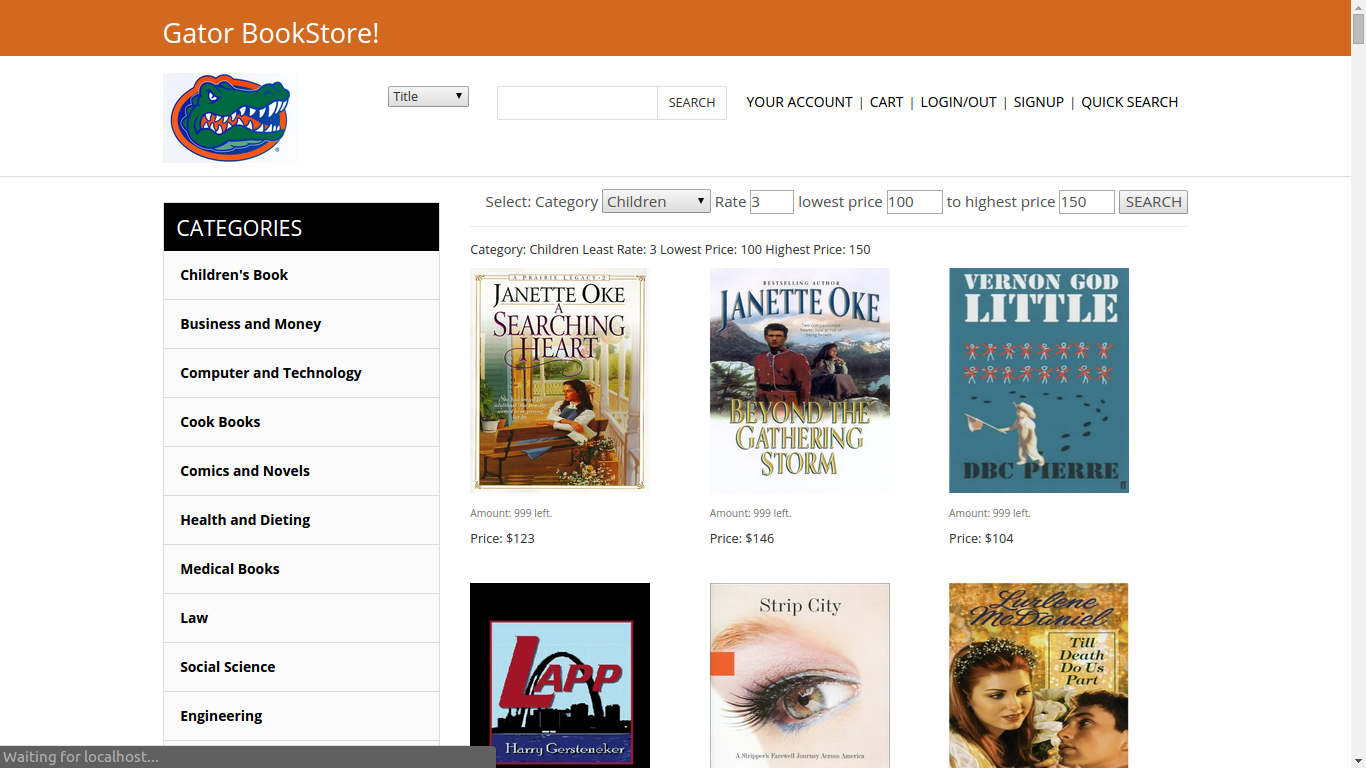 Gator BookStore!
Title
SEARCH
YOUR ACCOUNT | CART | LOGIN/OUT | SIGNUP | QUICK SEARCH
CATEGORIES
Children's Book
Business and Money
Computer and Technology
Cook Books
Comics and Novels
Health and Dieting
Medical Books
Law
Social Science
Engineering
Select: Category Children Rate 3 lowest price 100 to highest price 150 SEARCH
Category: Children Least Rate: 3 Lowest Price: 100 Highest Price: 150
A PRAIRIE LEGACY • 2
JANETTE OKE
A
SEARCHING
HEART
Amount: 999 left.
Price: $123
BESTSELLING AUTHOR
JANETTE OKE
BEYOND THE
GATHERING
STORM
Amount: 999 left.
Price: $146
VERNON GOD
LITTLE
DBC PIERRE
ff
Amount: 999 left.
Price: $104
LAPP
Harry Gersteneker
Strip City
A Stripper's Farewell Journey Across America
Lurlene
McDaniel
Till
Death
Do Us
Part
Waiting for localhost...